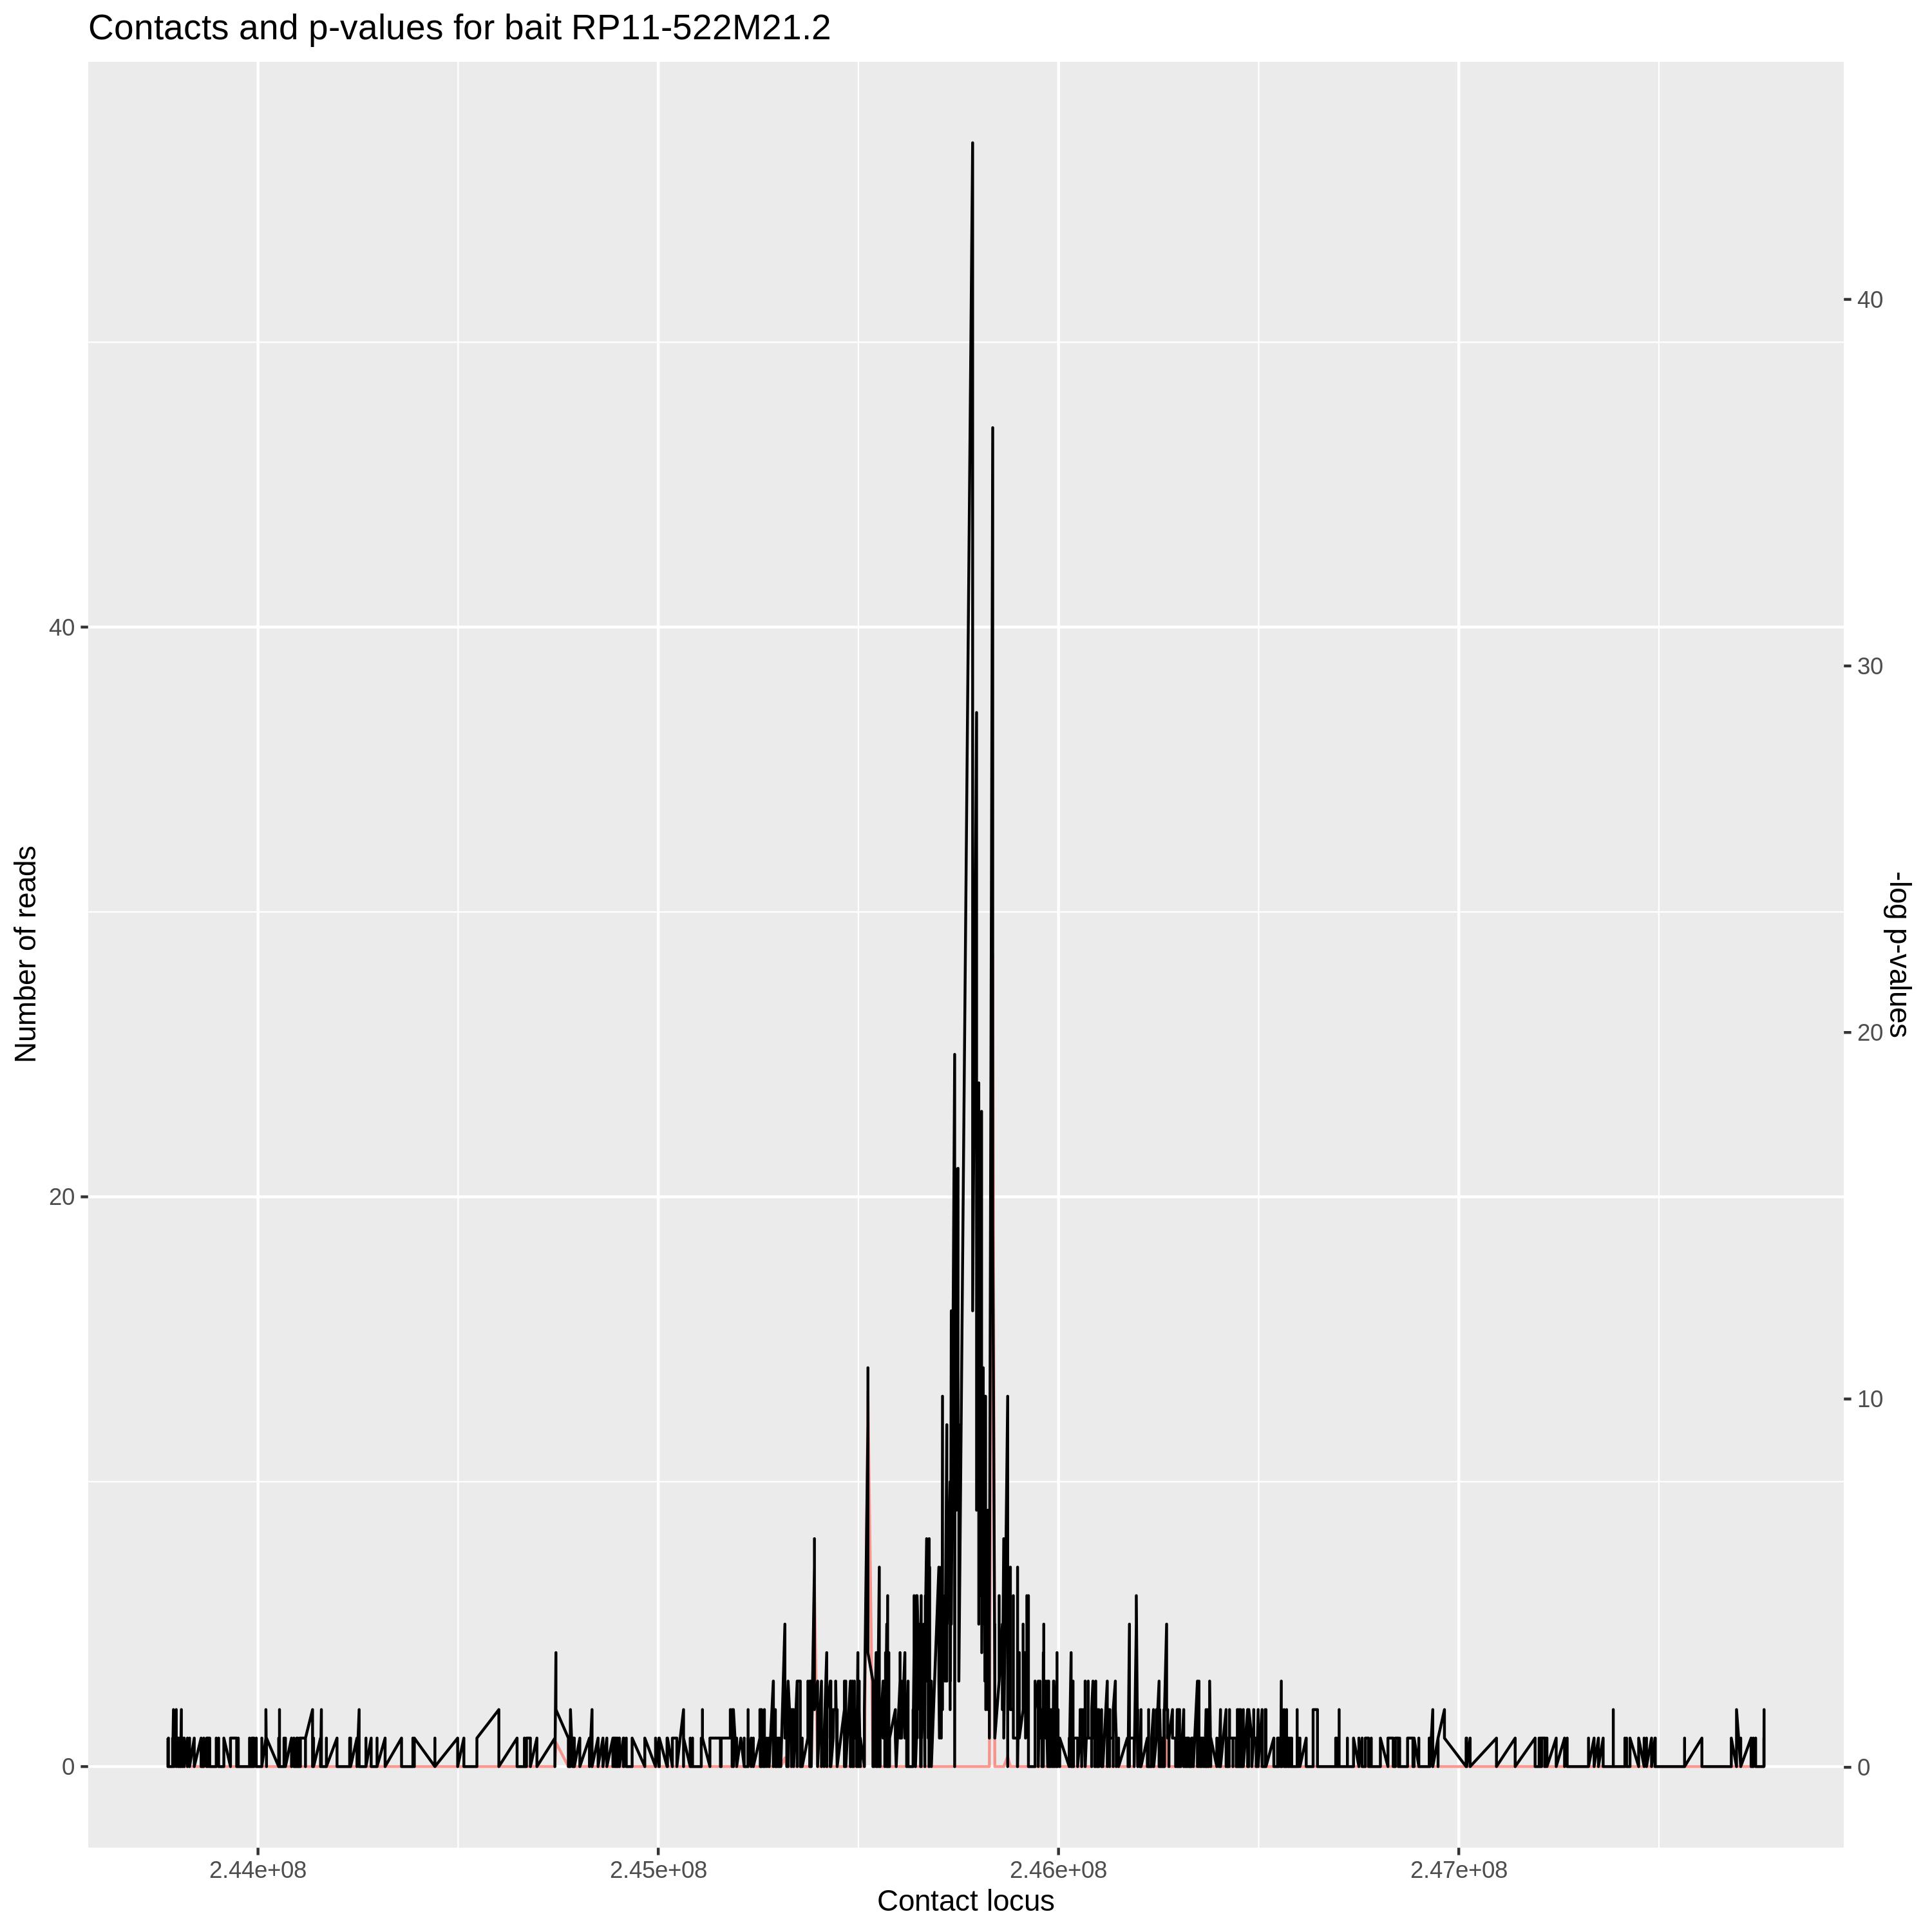 Contacts and p-values for bait RP11-522M21.2
Number of reads
40
20
0
-log p-values
40
30
20
10
0
2.44e+08
2.45e+08
2.46e+08
2.47e+08
Contact locus